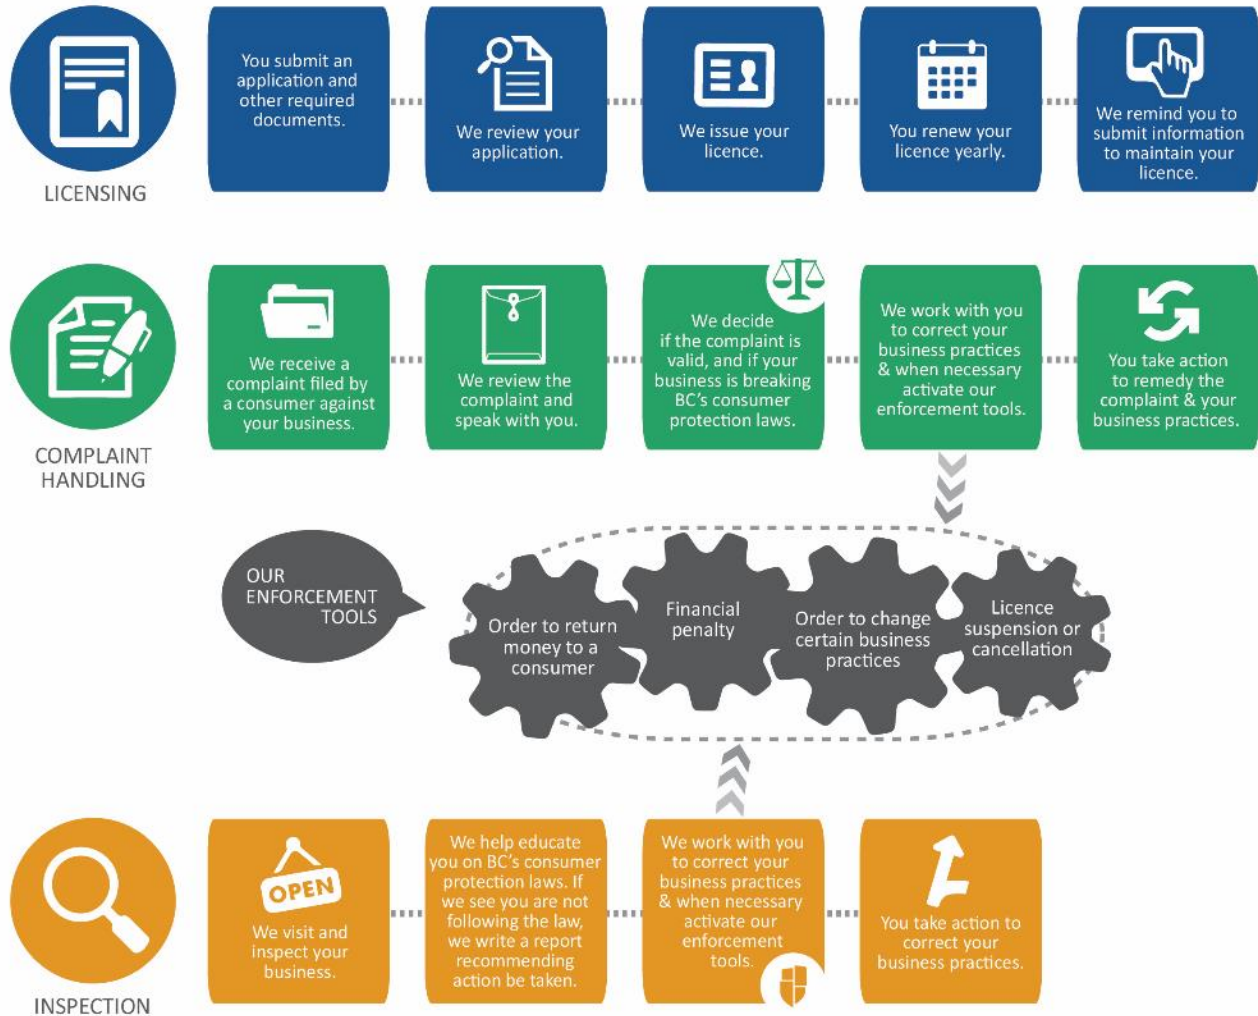 You submit an
application and
other required
documents.
We review your
application.
We issue your
licence.
You renew your
licence yearly.
We remind you to
submit information
to maintain your
licence.
LICENSING
We receive a
complaint filed by
a consumer against
your business.
We review the
complaint and
speak with you.
We decide
if the complaint is
valid, and if your
business is breaking
BC’s consumer
protection laws.
We work with you
to correct your
business practices
& when necessary
activate our
enforcement tools.
You take action
to remedy the
complaint & your
business practices.
COMPLAINT
HANDLING
OUR
ENFORCEMENT
TOOLS
Order to return
money to a
consumer
Financial
penalty
Order to change
certain business
practices
Licence
suspension or
cancellation
OPEN
We visit and
inspect your
business.
We help educate
you on BC’s consumer
protection laws. If
we see you are not
following the law,
we write a report
recommending
action be taken.
We work with you
to correct your
business practices
& when necessary
activate our
enforcement
tools.
You take action to
correct your
business practices.
INSPECTION